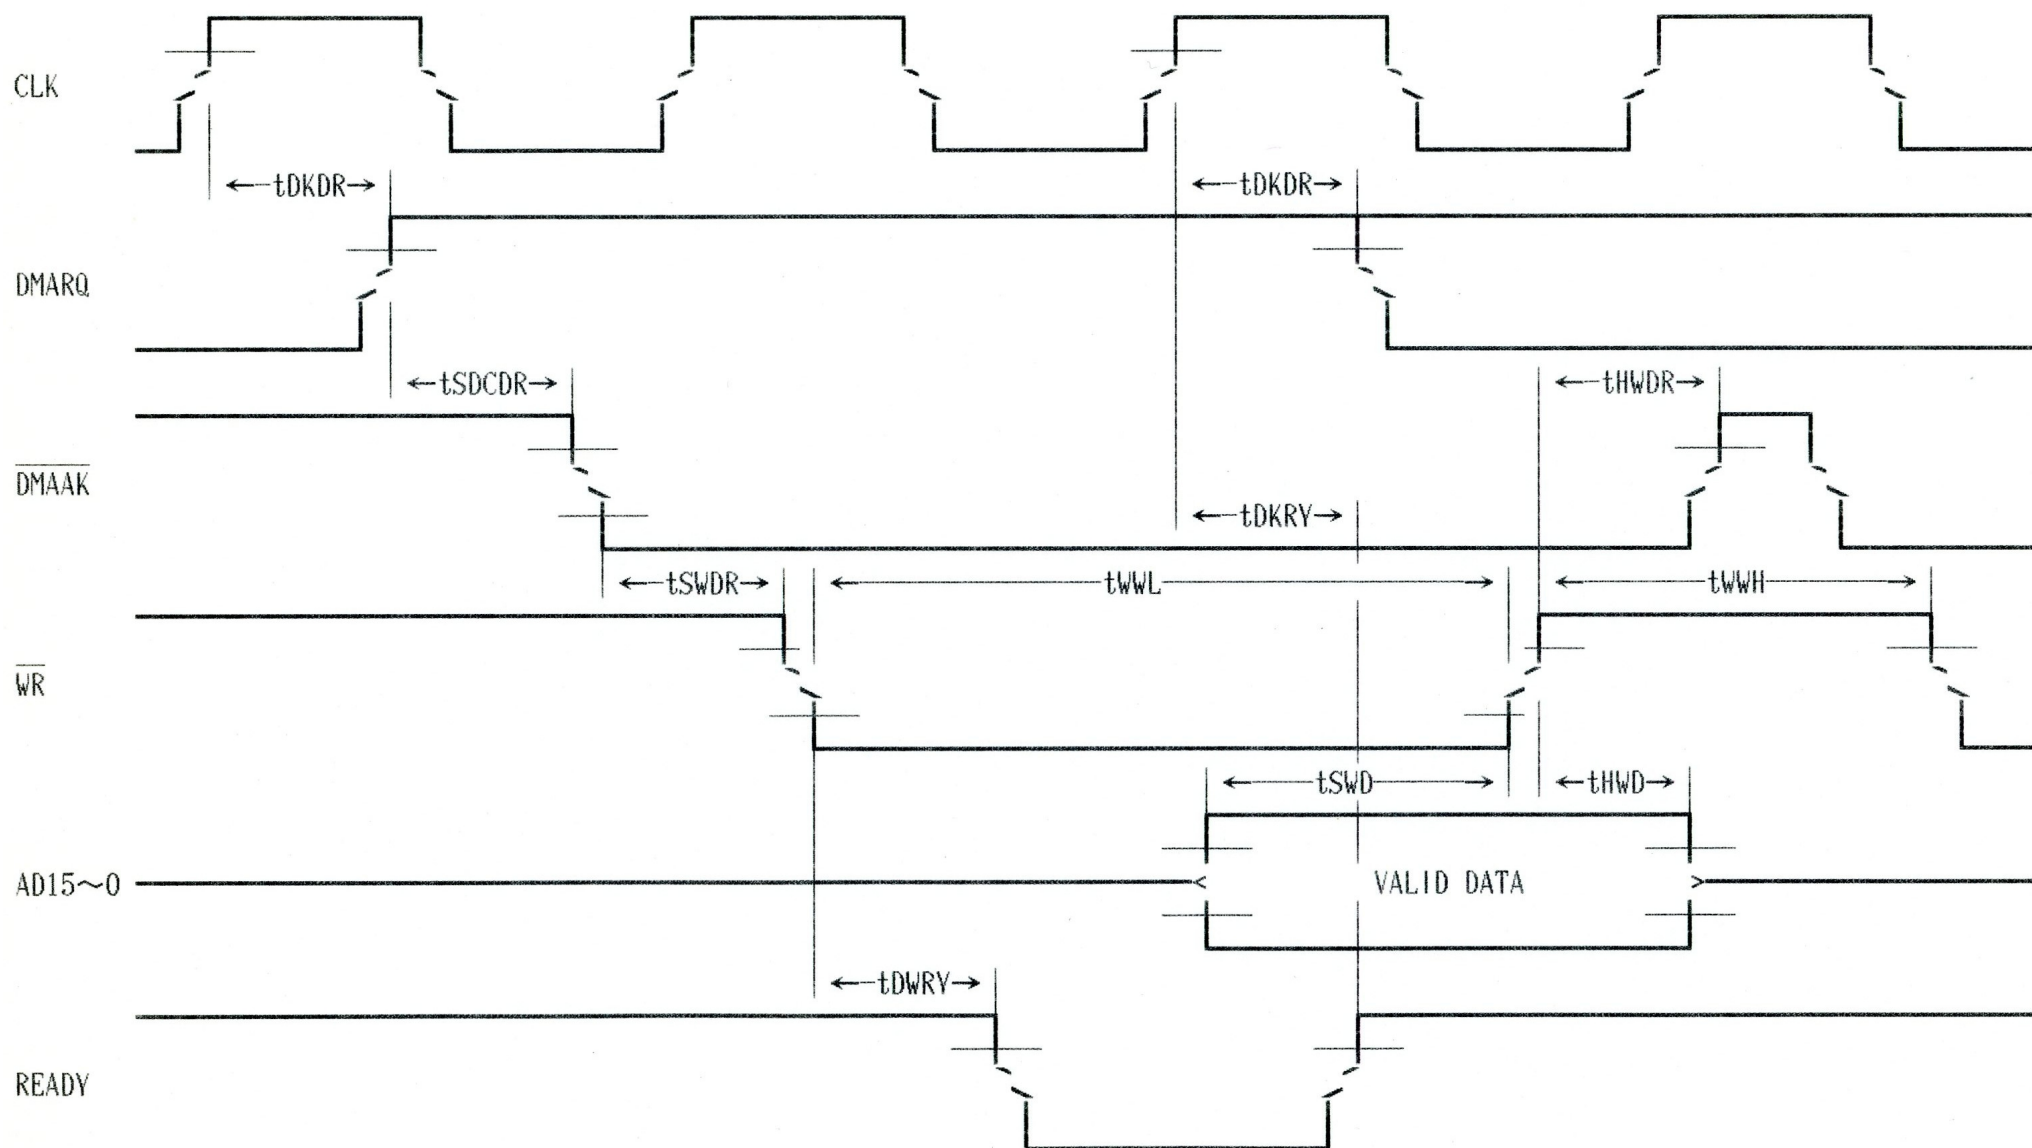 CLK
tDKDR tDKDR
DMARQ
tSDCDR tHWDR
DMAAK
tDKRY
tSWDR tWWL tWWH
WR
tSWD tHWD
AD15～0 VALID DATA
tDWRY
READY